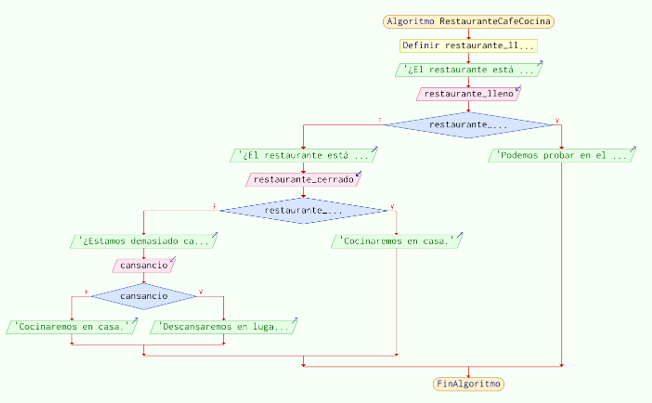 Algoritmo RestauranteCafeCocina
Definir restaurante_ll...
'¿El restaurante está ...
restaurante_lleno
restaurante_...
F
V
'¿El restaurante está ...
'Podemos probar en el ...
restaurante_cerrado
restaurante_...
F
V
'¿Estamos demasiado ca...
'Cocinaremos en casa.'
cansancio
cansancio
F
V
'Cocinaremos en casa.'
'Descansaremos en luga...
FinAlgoritmo